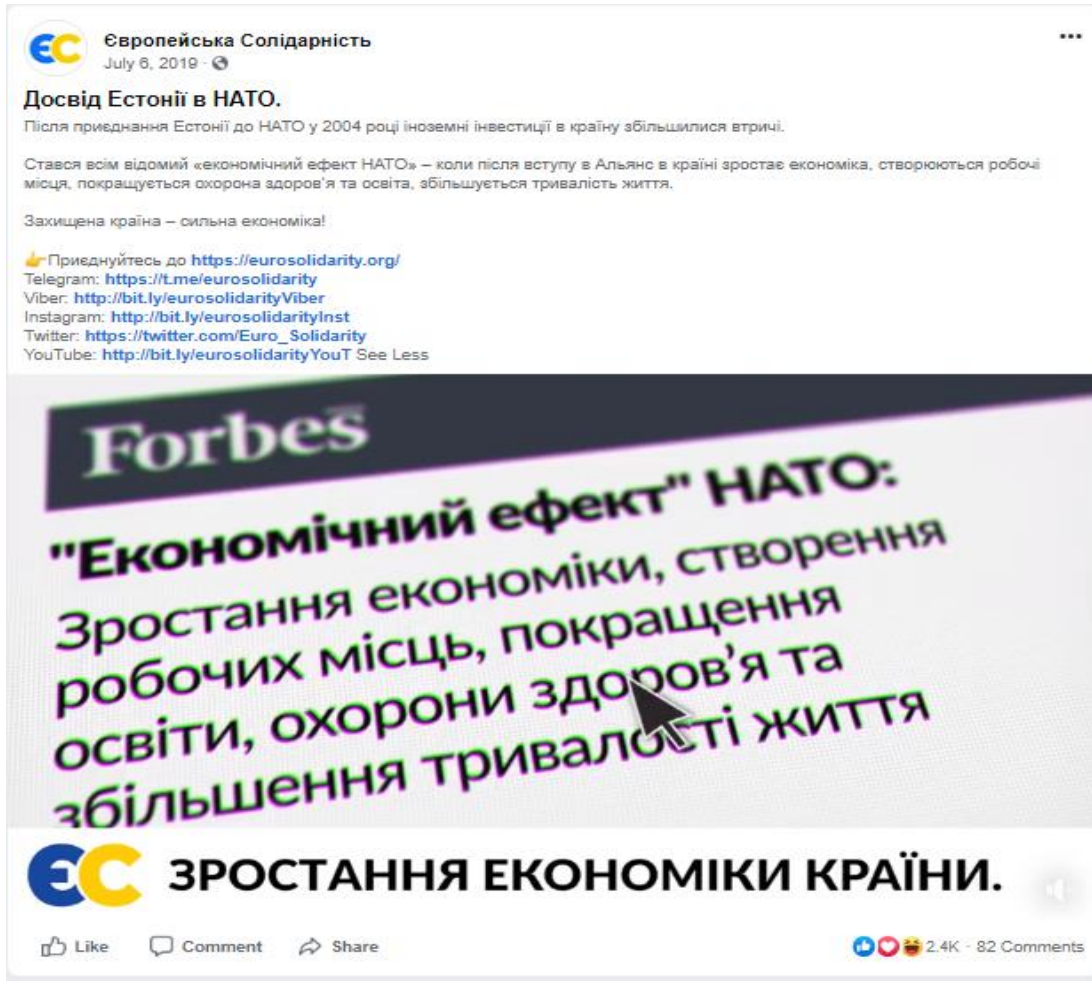 ЄС Європейська Солідарність
July 6, 2019 ·
Досвід Естонії в НАТО.
Після приєднання Естонії до НАТО у 2004 році іноземні інвестиції в країну збільшилися втричі.
Стався всім відомий «економічний ефект НАТО» – коли після вступу в Альянс в країні зростає економіка, створюються робочі
місця, покращується охорона здоров'я та освіта, збільшується тривалість життя.
Захищена країна – сильна економіка!
👉Приєднуйтесь до https://eurosolidarity.org/
Telegram: https://t.me/eurosolidarity
Viber: http://bit.ly/eurosolidarityViber
Instagram: http://bit.ly/eurosolidarityInst
Twitter: https://twitter.com/Euro_Solidarity
YouTube: http://bit.ly/eurosolidarityYouT See Less
Forbes
"Економічний ефект" НАТО:
Зростання економіки, створення
робочих місць, покращення
освіти, охорони здоров'я та
збільшення тривалості життя
ЄС ЗРОСТАННЯ ЕКОНОМІКИ КРАЇНИ.
Like Comment Share 2.4K · 82 Comments